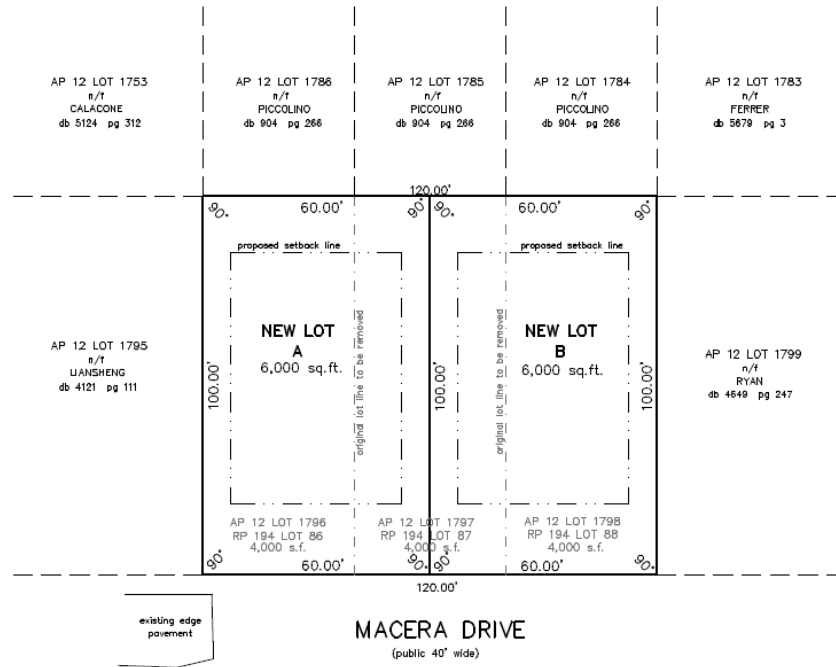 AP 12 LOT 1753
n/f
CALACONE
db 5124 pg 312
AP 12 LOT 1786
n/f
PICCOLINO
db 904 pg 266
AP 12 LOT 1785
n/f
PICCOLINO
db 904 pg 266
AP 12 LOT 1784
n/f
PICCOLINO
db 904 pg 266
AP 12 LOT 1783
n/f
FERRER
db 5679 pg 3
120.00'
90°
60.00'
90°
90°
60.00'
90°
proposed setback line
proposed setback line
AP 12 LOT 1795
n/f
LIANSHENG
db 4121 pg 111
100.00'
NEW LOT
A
6,000 sq.ft.
original lot line to be removed
100.00'
original lot line to be removed
NEW LOT
B
6,000 sq.ft.
100.00'
AP 12 LOT 1799
n/f
RYAN
db 4649 pg 247
AP 12 LOT 1796
RP 194 LOT 86
4,000 s.f.
AP 12 LOT 1797
RP 194 LOT 87
4,000 s.f.
AP 12 LOT 1798
RP 194 LOT 88
4,000 s.f.
90°
60.00'
90°
90°
60.00'
90°
120.00'
existing edge
pavement
MACERA DRIVE
(public 40' wide)